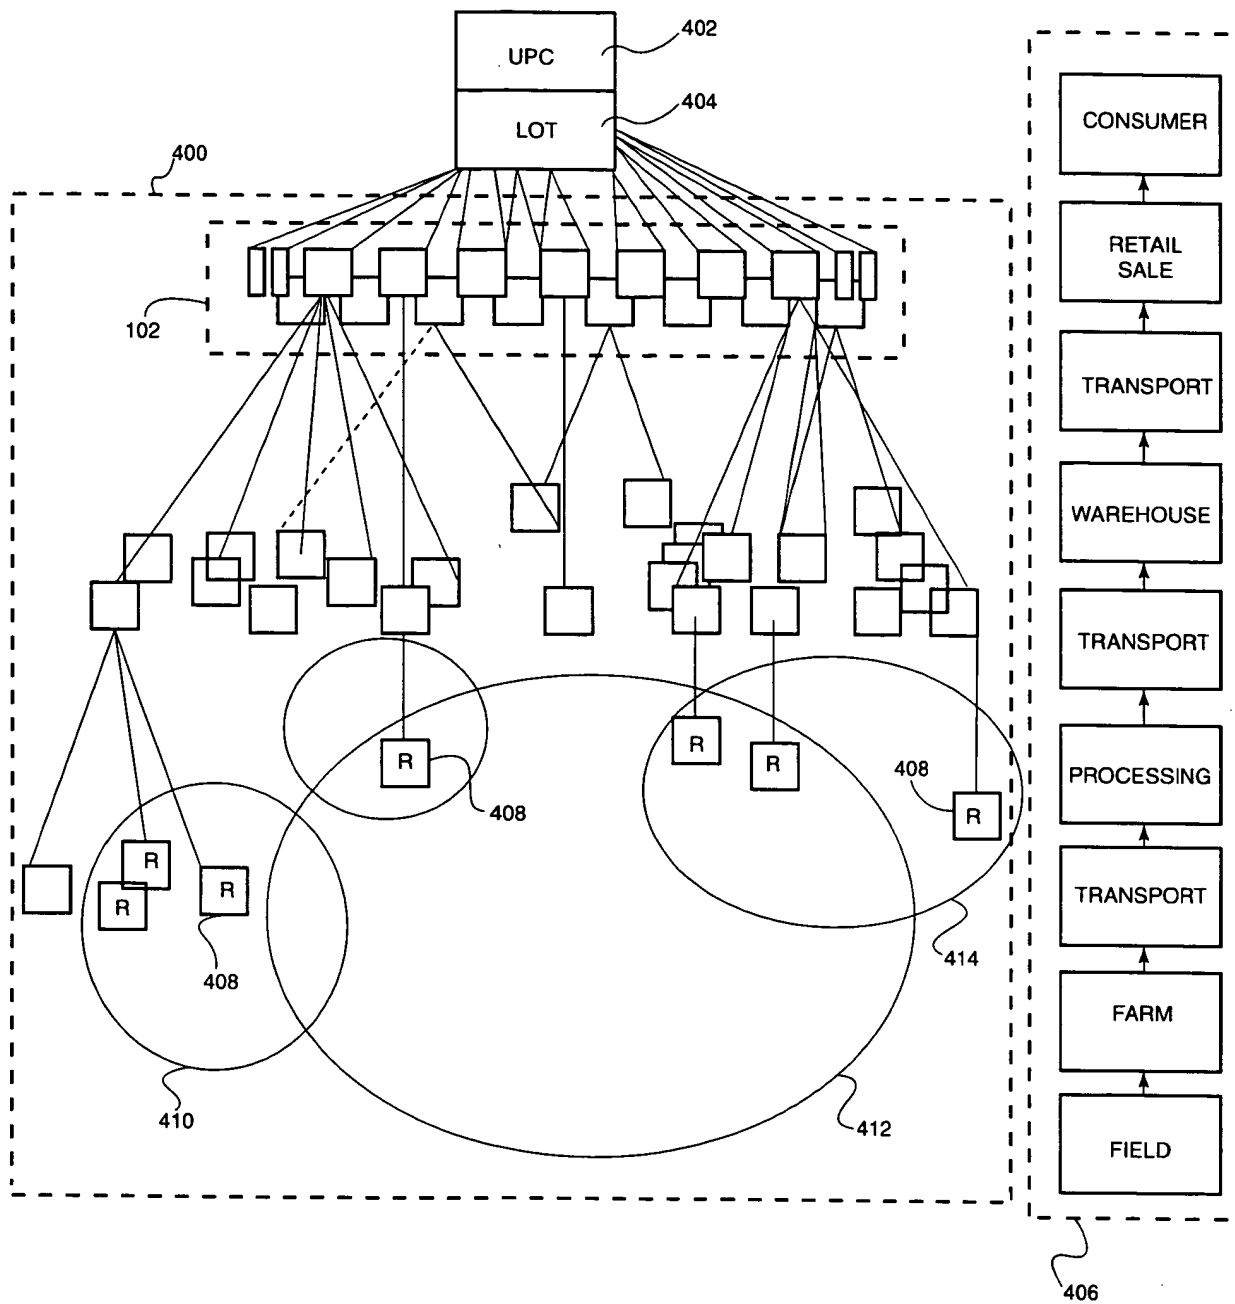 UPC
402
LOT
404
400
102
R
R
R
408
R
408
R
R
408
R
410
412
414
CONSUMER
RETAIL
SALE
TRANSPORT
WAREHOUSE
TRANSPORT
PROCESSING
TRANSPORT
FARM
FIELD
406